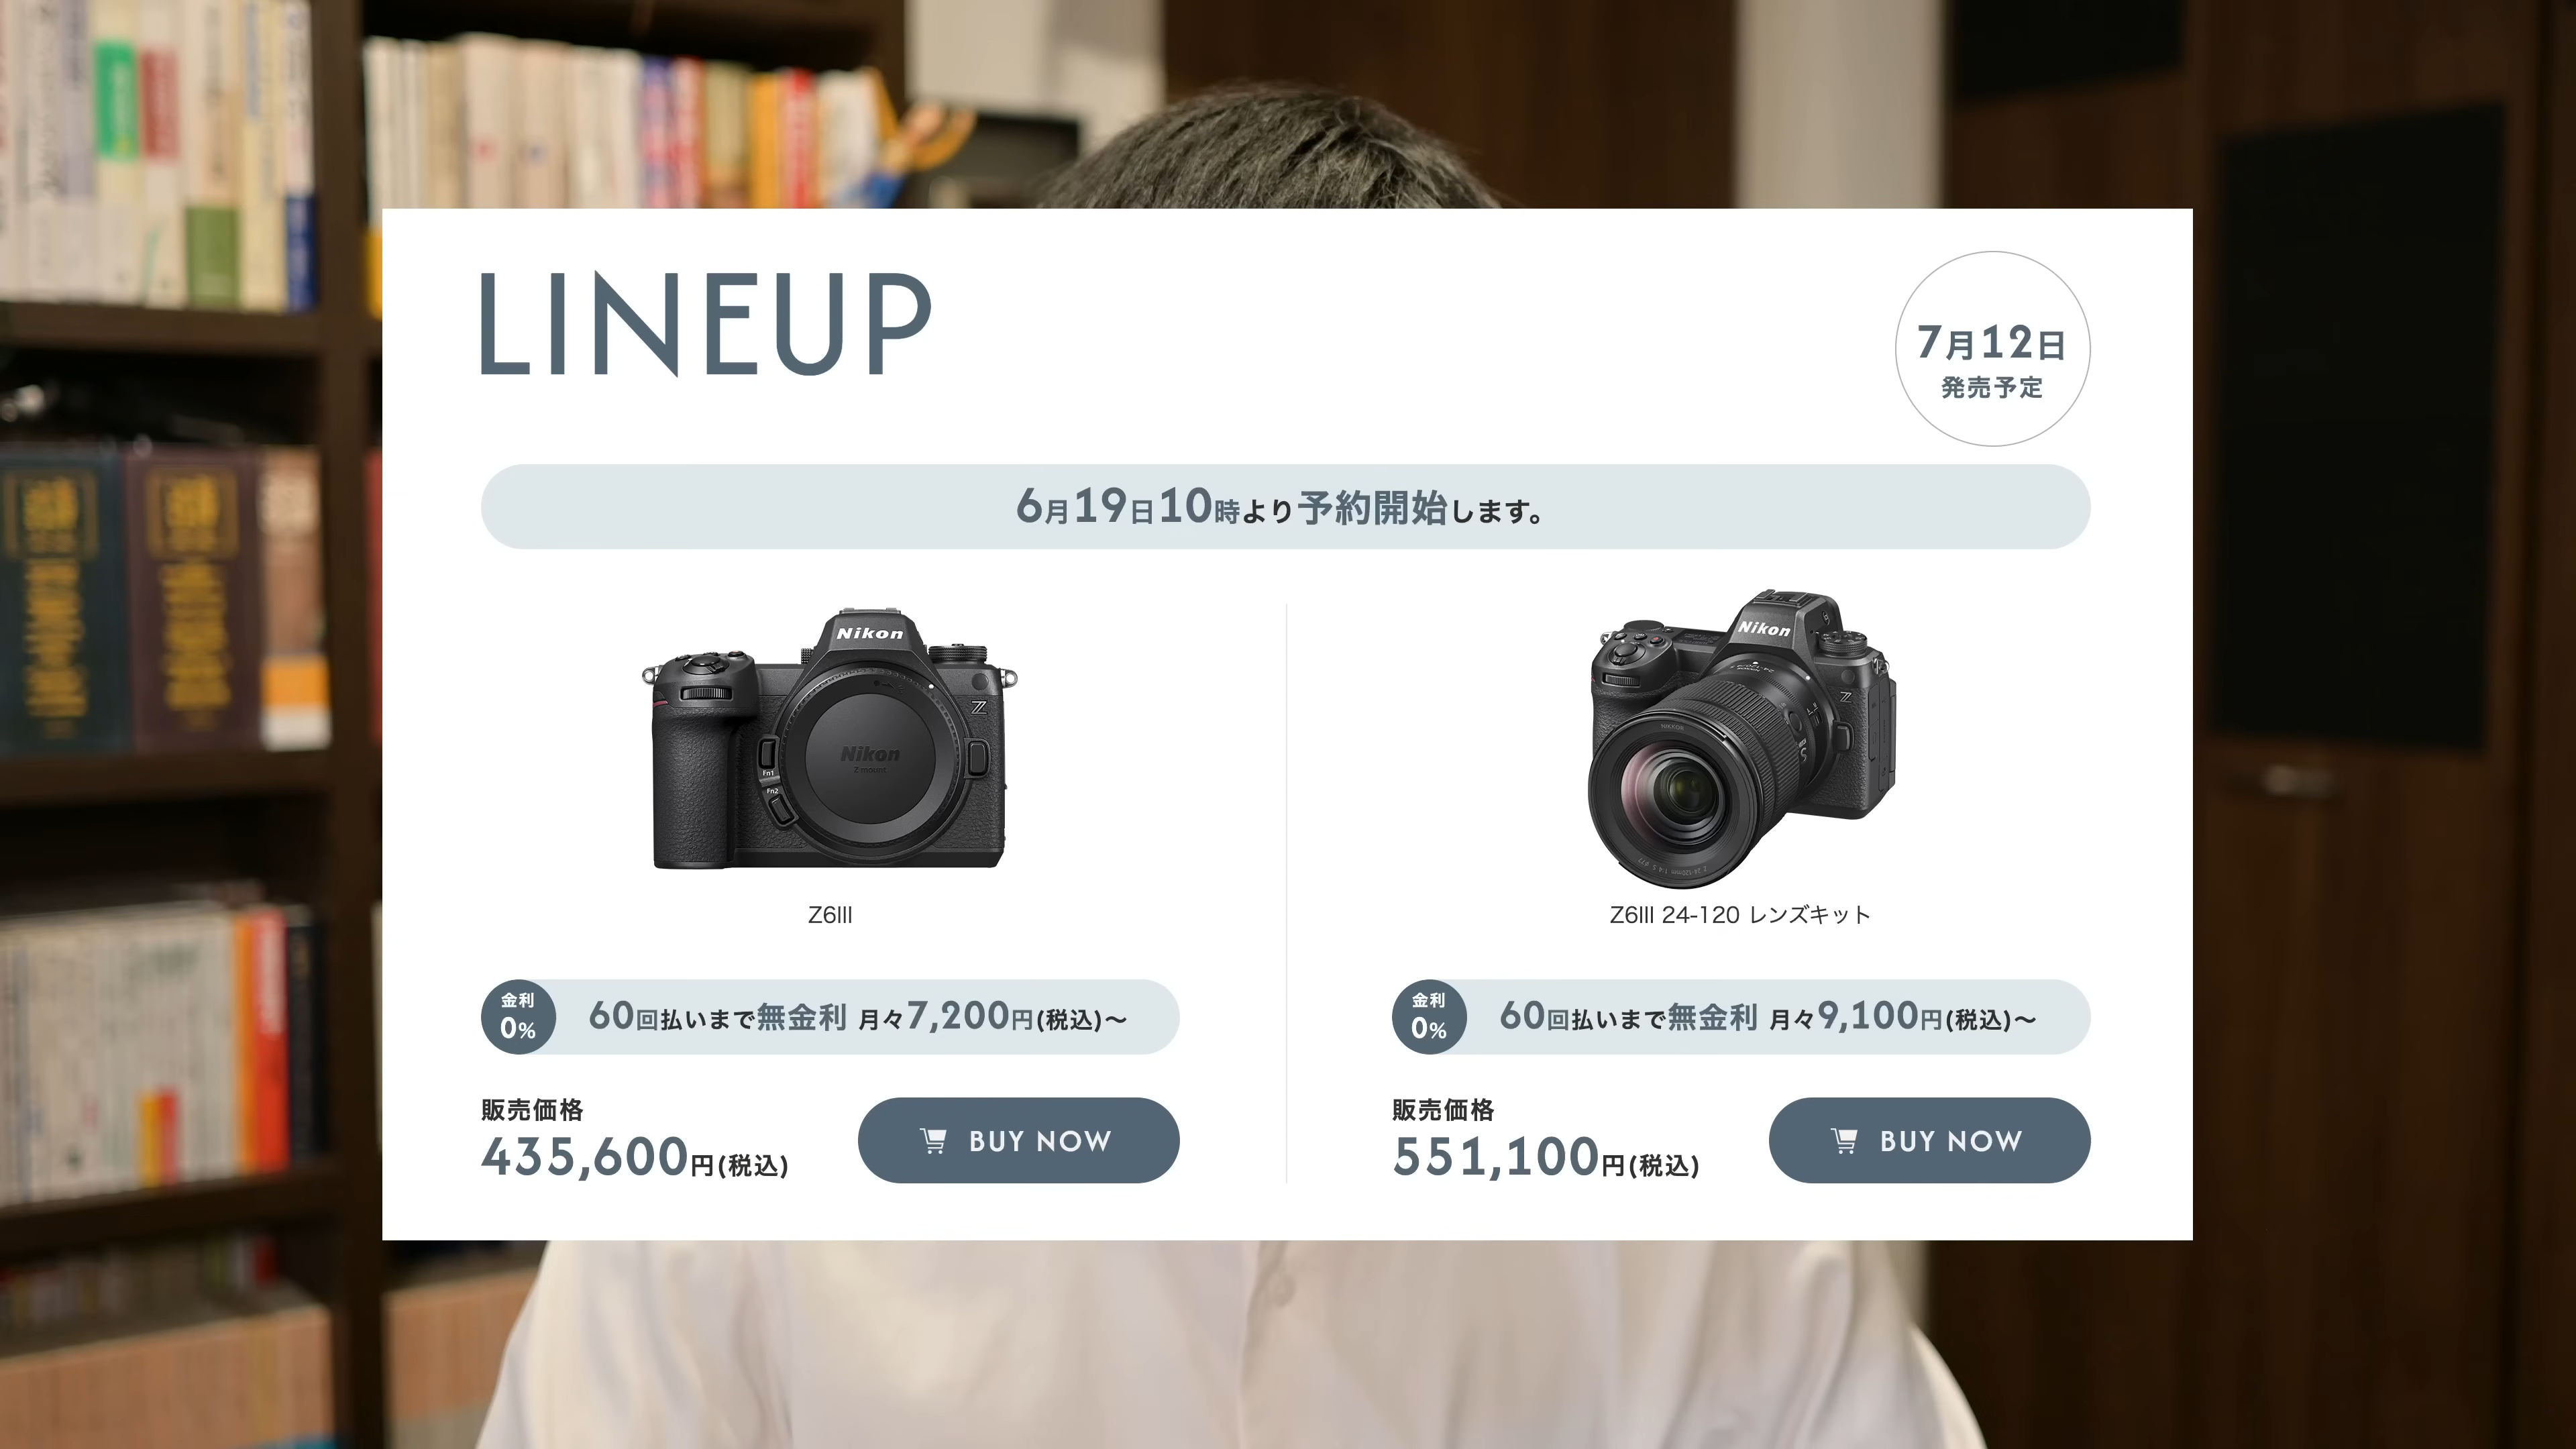 LINEUP
7月12日
発売予定
6月19日10時より予約開始します。
Nikon
Z
Nikon
Z mount
Fn1
Fn2
Z6III
Nikon
Z
S
Z6III 24-120 レンズキット
金利
0%
60回払いまで無金利 月々7,200円(税込)～
販売価格
435,600円(税込)
BUY NOW
金利
0%
60回払いまで無金利 月々9,100円(税込)～
販売価格
551,100円(税込)
BUY NOW